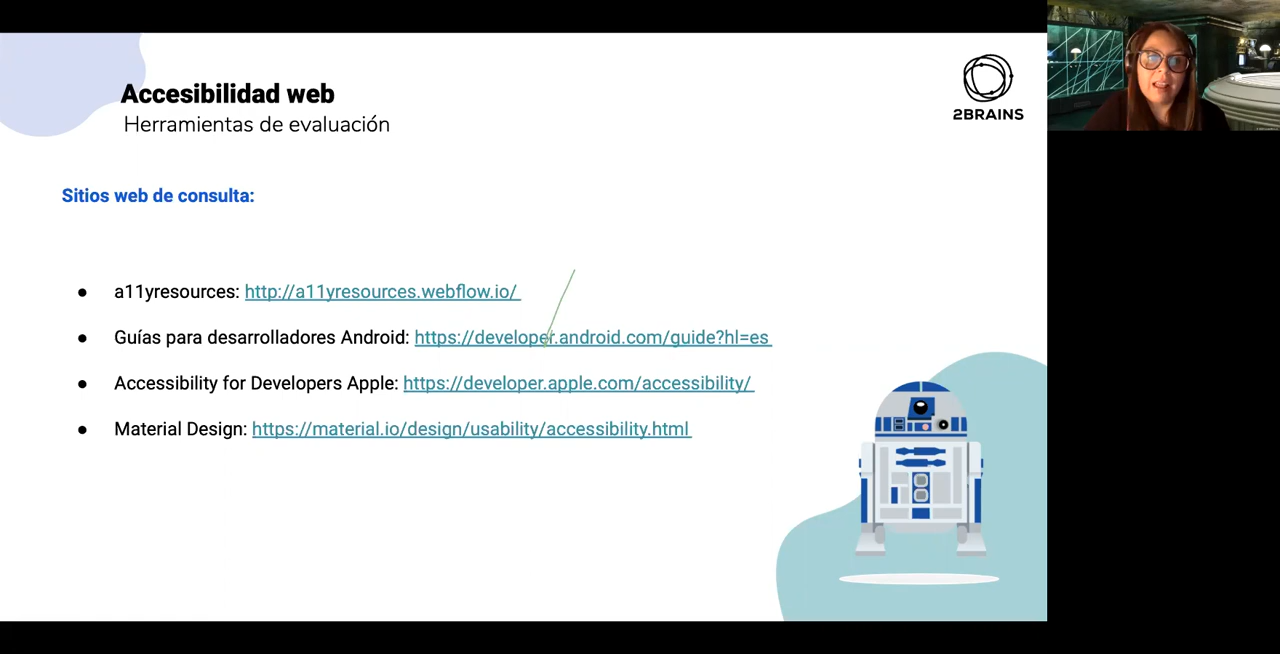 Accesibilidad web
Herramientas de evaluación
2BRAINS
Sitios web de consulta:
● a11yresources: http://a11yresources.webflow.io/
● Guías para desarrolladores Android: https://developer.android.com/guide?hl=es
● Accessibility for Developers Apple: https://developer.apple.com/accessibility/
● Material Design: https://material.io/design/usability/accessibility.html